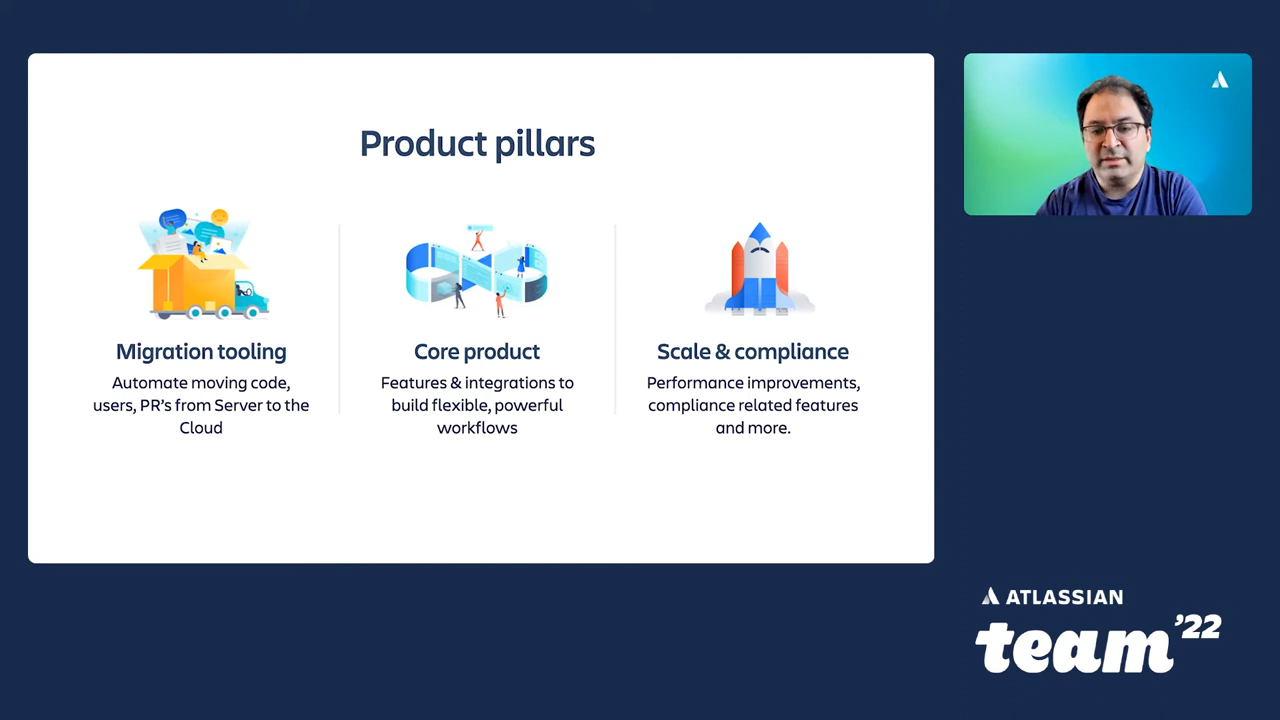 Product pillars
Migration tooling
Automate moving code,
users, PR's from Server to the
Cloud
Core product
Features & integrations to
build flexible, powerful
workflows
Scale & compliance
Performance improvements,
compliance related features
and more.
ATLASSIAN
team '22